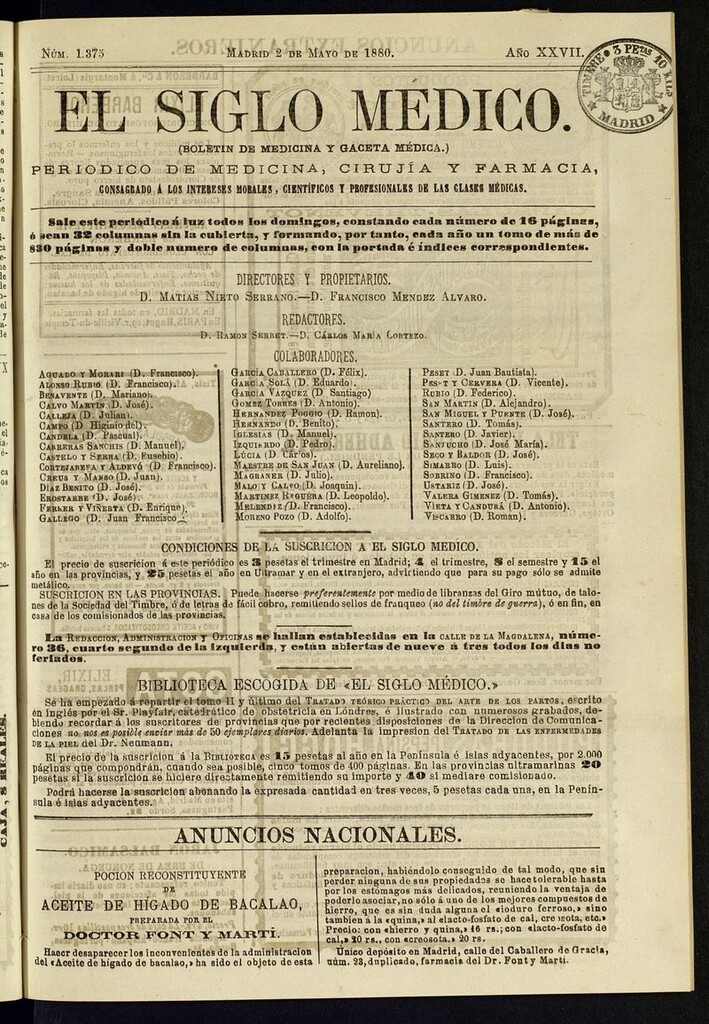 Núm. 1.375 Madrid 2 de Mayo de 1880. Año XXVII.
TIMBRE 3 PETAS 10 KILS MADRID
EL SIGLO MEDICO.
(BOLETIN DE MEDICINA Y GACETA MÉDICA.)
PERIODICO DE MEDICINA, CIRUJÍA Y FARMACIA,
CONSAGRADO Á LOS INTERESES MORALES, CIENTÍFICOS Y PROFESIONALES DE LAS CLASES MÉDICAS.
Sale este periódico á luz todos los domingos, constando cada número de 16 páginas,
ó sean 32 columnas sin la cubierta, y formando, por tanto, cada año un tomo de más de
830 páginas y doble numero de columnas, con la portada é índices correspondientes.
DIRECTORES Y PROPIETARIOS.
D. Matías Nieto Serrano.—D. Francisco Mendez Alvaro.
REDACTORES.
D. Ramon Serret.—D. Cárlos María Cortezo.
COLABORADORES.
Aguado y Morari (D. Francisco).
Alonso Rubio (D. Francisco).
Benavente (D. Mariano).
Calvo Martin (D. José).
Calleja (D. Julian).
Campo (D Higinio del).
Candela (D. Pascual).
Carreras Sanchis (D. Manuel).
Castelo y Serra (D. Eusebio).
Cortejarena y Aldevó (D. Francisco).
Creus y Manso (D. Juan).
Diaz Benito (D. José).
Erostarbe (D. José).
Ferrer y Viñerta (D. Enrique).
Gallego (D. Juan Francisco)
García Caballero (D. Félix).
García Solá (D. Eduardo).
García Vazquez (D. Santiago)
Gomez Torres (D. Antonio).
Hernandez Poggio (D. Ramon).
Hernando (D. Benito).
Iglesias (D. Manuel).
Izquierdo (D. Pedro).
Lúcia (D. Cárlos).
Maestre de San Juan (D. Aureliano).
Magraner (D. Julio).
Malo y Calvo (D. Joaquin).
Martinez Reguera (D. Leopoldo).
Melendez (D. Francisco).
Moreno Pozo (D. Adolfo).
Peset (D. Juan Bautista).
Peset y Cervera (D. Vicente).
Rubio (D. Federico).
San Martin (D. Alejandro).
San Miguel y Puente (D. José).
Santero (D. Tomás).
Santero (D. Javier).
Santucho (D. José María).
Seco y Baldor (D. José).
Simarro (D. Luis).
Sobrino (D. Francisco).
Ustariz (D. José).
Valera Gimenez (D. Tomás).
Vieta y Candurá (D. Antonio).
Viscarro (D. Roman).
CONDICIONES DE LA SUSCRICION A EL SIGLO MEDICO.
El precio de suscricion á este periódico es 3 pesetas el trimestre en Madrid; 4 el trimestre, 8 el semestre y 15 el
año en las provincias, y 25 pesetas el año en Ultramar y en el extranjero, advirtiendo que para su pago sólo se admite
metálico.
SUSCRICION EN LAS PROVINCIAS. Puede hacerse preferentemente por medio de libranzas del Giro mútuo, de talo-
nes de la Sociedad del Timbre, ó de letras de fácil cobro, remitiendo sellos de franqueo (no del timbre de guerra), ó en fin, en
casa de los comisionados de las provincias.
La Redaccion, Administracion y Oficinas se hallan establecidas en la CALLE DE LA MAGDALENA, núme-
ro 36, cuarto segundo de la izquierda, y están abiertas de nueve á tres todos los dias no
feriados.
BIBLIOTECA ESCOGIDA DE «EL SIGLO MÉDICO.»
Se ha empezado á repartir el tomo II y último del Tratado teórico práctico del arte de los partos, escrito
en inglés por el Sr. Playfair, catedrático de obstetricia en Lóndres, é ilustrado con numerosos grabados, de-
biendo recordar á los suscritores de provincias que por recientes disposiciones de la Direccion de Comunica-
ciones no nos es posible enviar más de 50 ejemplares diarios. Adelanta la impresion del Tratado de las enfermedades
de la piel del Dr. Neumann.
El precio de la suscricion á la Biblioteca es 15 pesetas al año en la Península é islas adyacentes, por 2.000
páginas que compondrán, cuando sea posible, cinco tomos de 400 páginas. En las provincias ultramarinas 20
pesetas si la suscricion se hiciere directamente remitiendo su importe y 40 si mediare comisionado.
Podrá hacerse la suscricion abonando la expresada cantidad en tres veces, 5 pesetas cada una, en la Penín-
sula é islas adyacentes.
ANUNCIOS NACIONALES.
POCION RECONSTITUYENTE
DE
ACEITE DE HÍGADO DE BACALAO,
PREPARADA POR EL
DOCTOR FONT Y MARTÍ.
Hacer desaparecer los inconvenientes de la administracion
del «Aceite de hígado de bacalao,» ha sido el objeto de esta
preparacion, habiéndolo conseguido de tal modo, que sin
perder ninguna de sus propiedades se hace tolerable hasta
por los estómagos más delicados, reuniendo la ventaja de
poderlo asociar, no sólo á uno de los mejores compuestos de
hierro, que es sin duda alguna el «ioduro ferroso,» sino
tambien á la «quina,» al «lacto-fosfato de cal, creosota, etc.»
Precio: con «hierro y quina,» 16 rs.; con «lacto-fosfato de
cal,» 20 rs., con «creosota,» 20 rs.
Único depósito en Madrid, calle del Caballero de Gracia,
núm. 23, duplicado, farmacia del Dr. Font y Martí.
CAJA, 8 REALES.